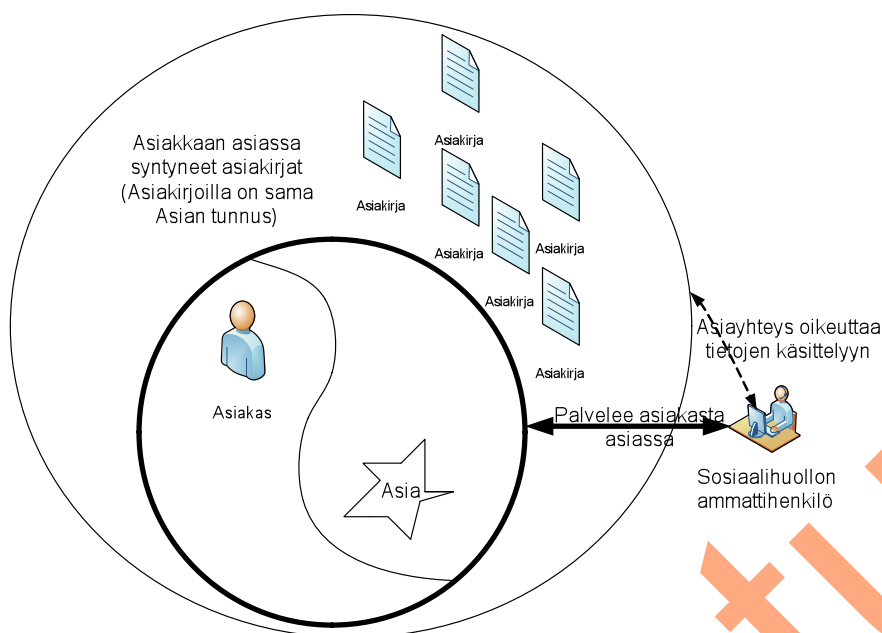 Asiakirja
Asiakkaan asiassa
syntyneet asiakirjat
(Asiakirjoilla on sama
Asian tunnus)
Asiakirja
Asiakirja
Asiakirja
Asiakirja
Asiakirja
Asiayhteys oikeuttaa
tietojen käsittelyyn
Asiakas
Palvelee asiakasta
asiassa
Asia
Sosiaalihuollon
ammattihenkilö